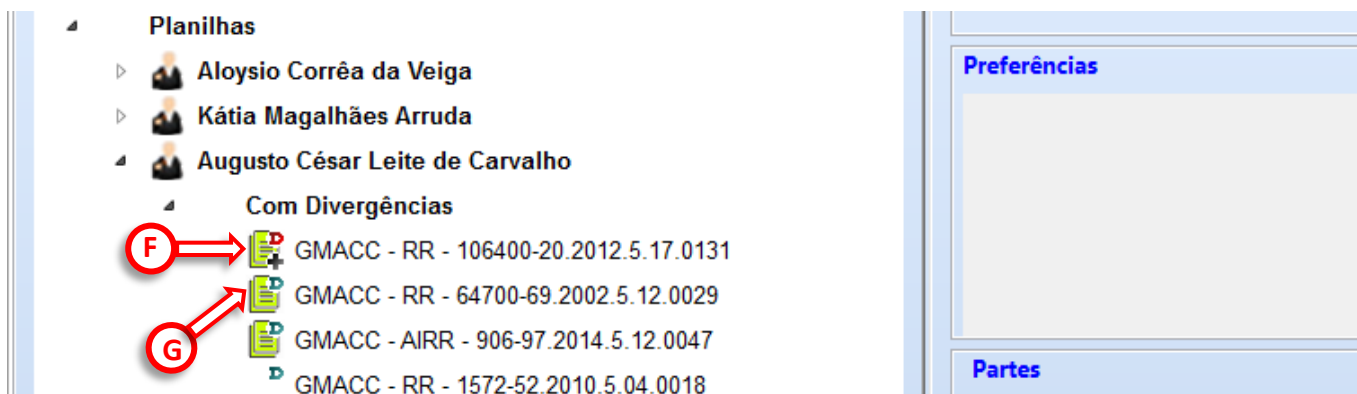 Planilhas
Aloysio Corrêa da Veiga
Kátia Magalhães Arruda
Augusto César Leite de Carvalho
Com Divergências
F
D
GMACC - RR - 106400-20.2012.5.17.0131
D
GMACC - RR - 64700-69.2002.5.12.0029
G
D
GMACC - AIRR - 906-97.2014.5.12.0047
D
GMACC - RR - 1572-52.2010.5.04.0018
Preferências
Partes